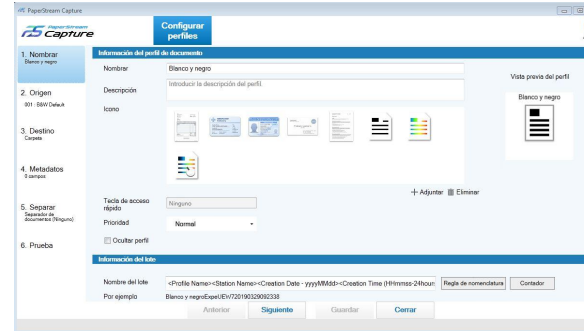 PaperStream Capture
PaperStream
Capture
Configurar
perfiles
1. Nombrar
Blanco y negro
2. Origen
001 : B&W Default
3. Destino
Carpeta
4. Metadatos
0 campos
5. Separar
Separador de
documentos (Ninguno)
6. Prueba
Información del perfil de documento
Nombrar
Blanco y negro
Descripción
Introducir la descripción del perfil
Icono
Adjuntar
Eliminar
Tecla de acceso
rápido
Ninguno
Prioridad
Normal
Ocultar perfil
Vista previa del perfil
Blanco y negro
Información del lote
Nombre del lote
<Profile Name><Station Name><Creation Date - yyyyMMdd><Creation Time (HHmmss-24hours
Regla de nomenclatura
Contador
Por ejemplo
Blanco y negroExpeUEW720190329092338
Anterior
Siguiente
Guardar
Cerrar